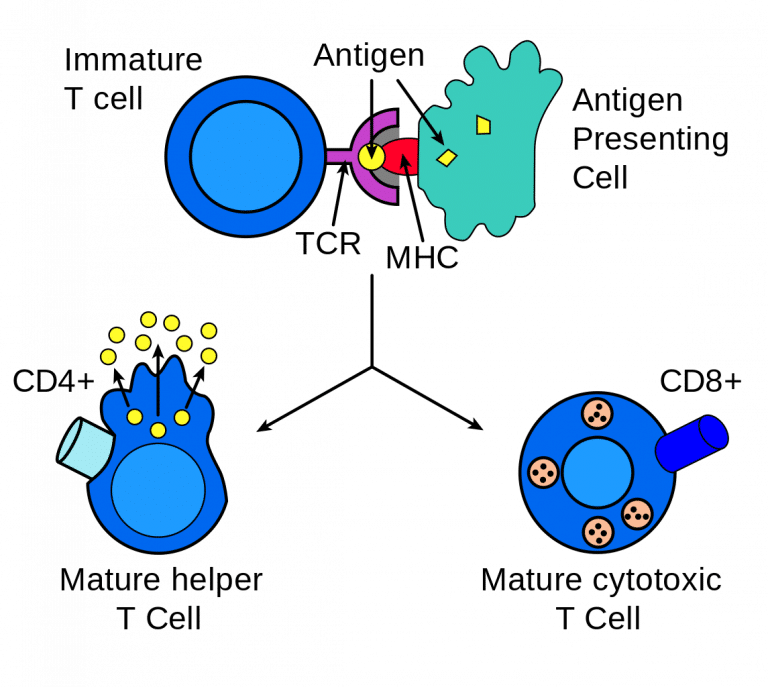 Immature
T cell
Antigen
Antigen
Presenting
Cell
TCR
MHC
CD4+
CD8+
Mature helper
T Cell
Mature cytotoxic
T Cell